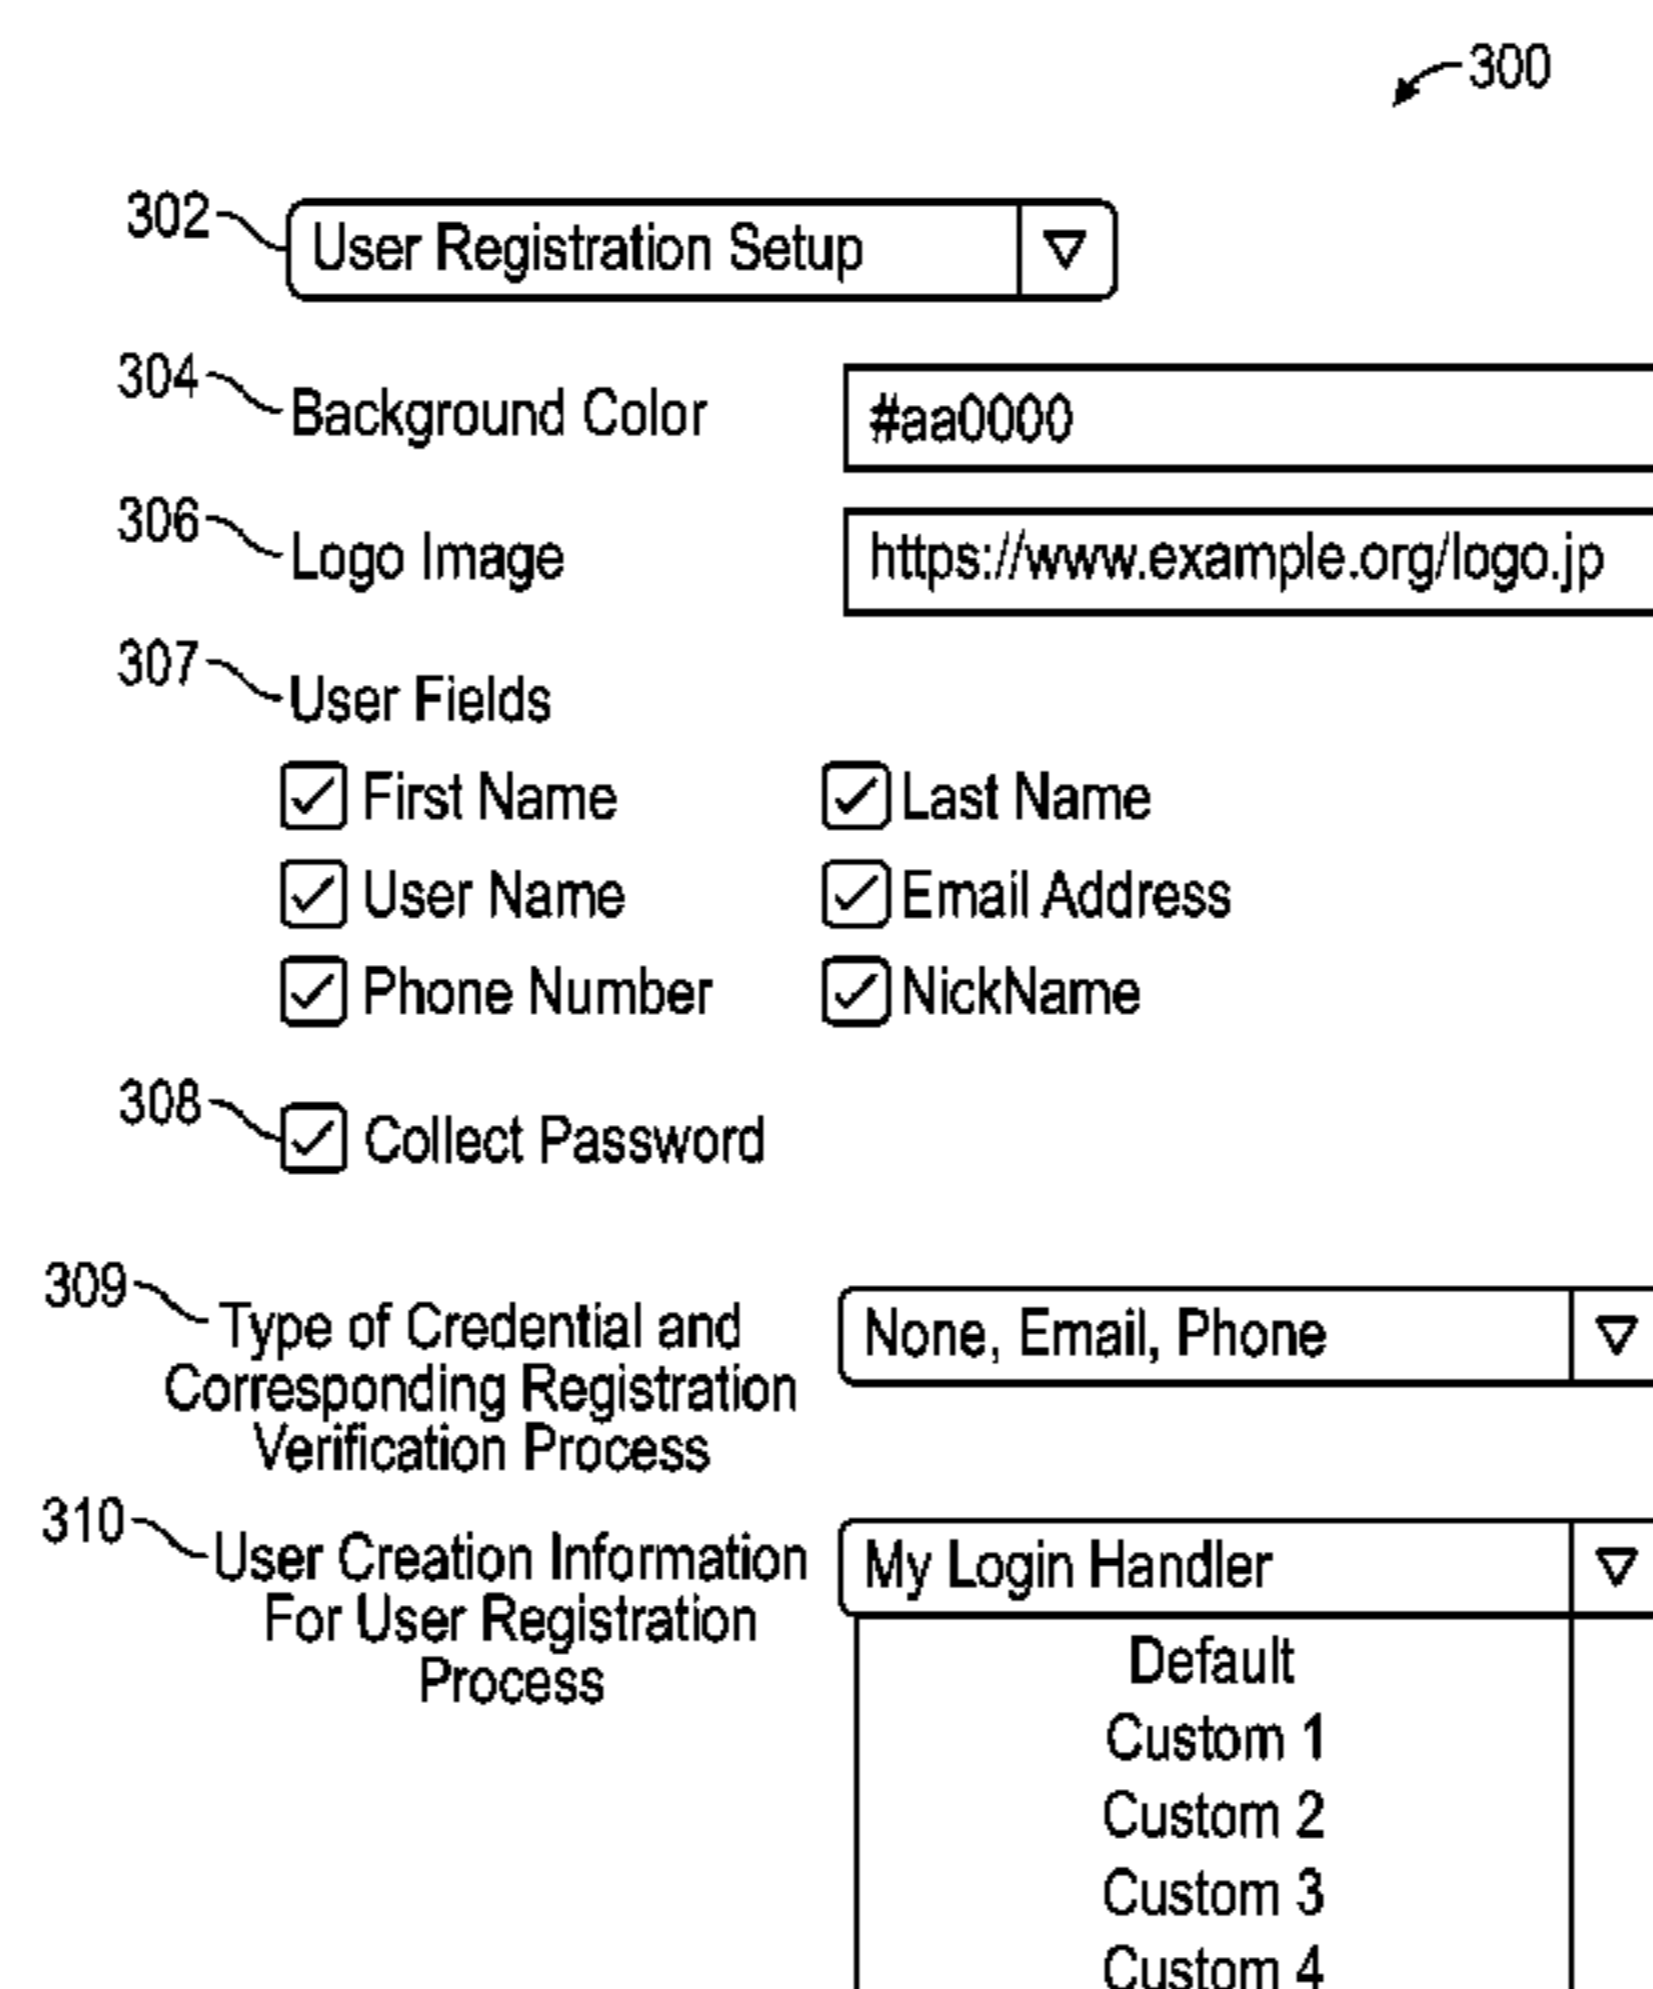 300
302 User Registration Setup
304 Background Color #aa0000
306 Logo Image https://www.example.org/logo.jp
307 User Fields
First Name Last Name
User Name Email Address
Phone Number NickName
308 Collect Password
309 Type of Credential and
Corresponding Registration
Verification Process
None, Email, Phone
310 User Creation Information
For User Registration
Process
My Login Handler
Default
Custom 1
Custom 2
Custom 3
Custom 4